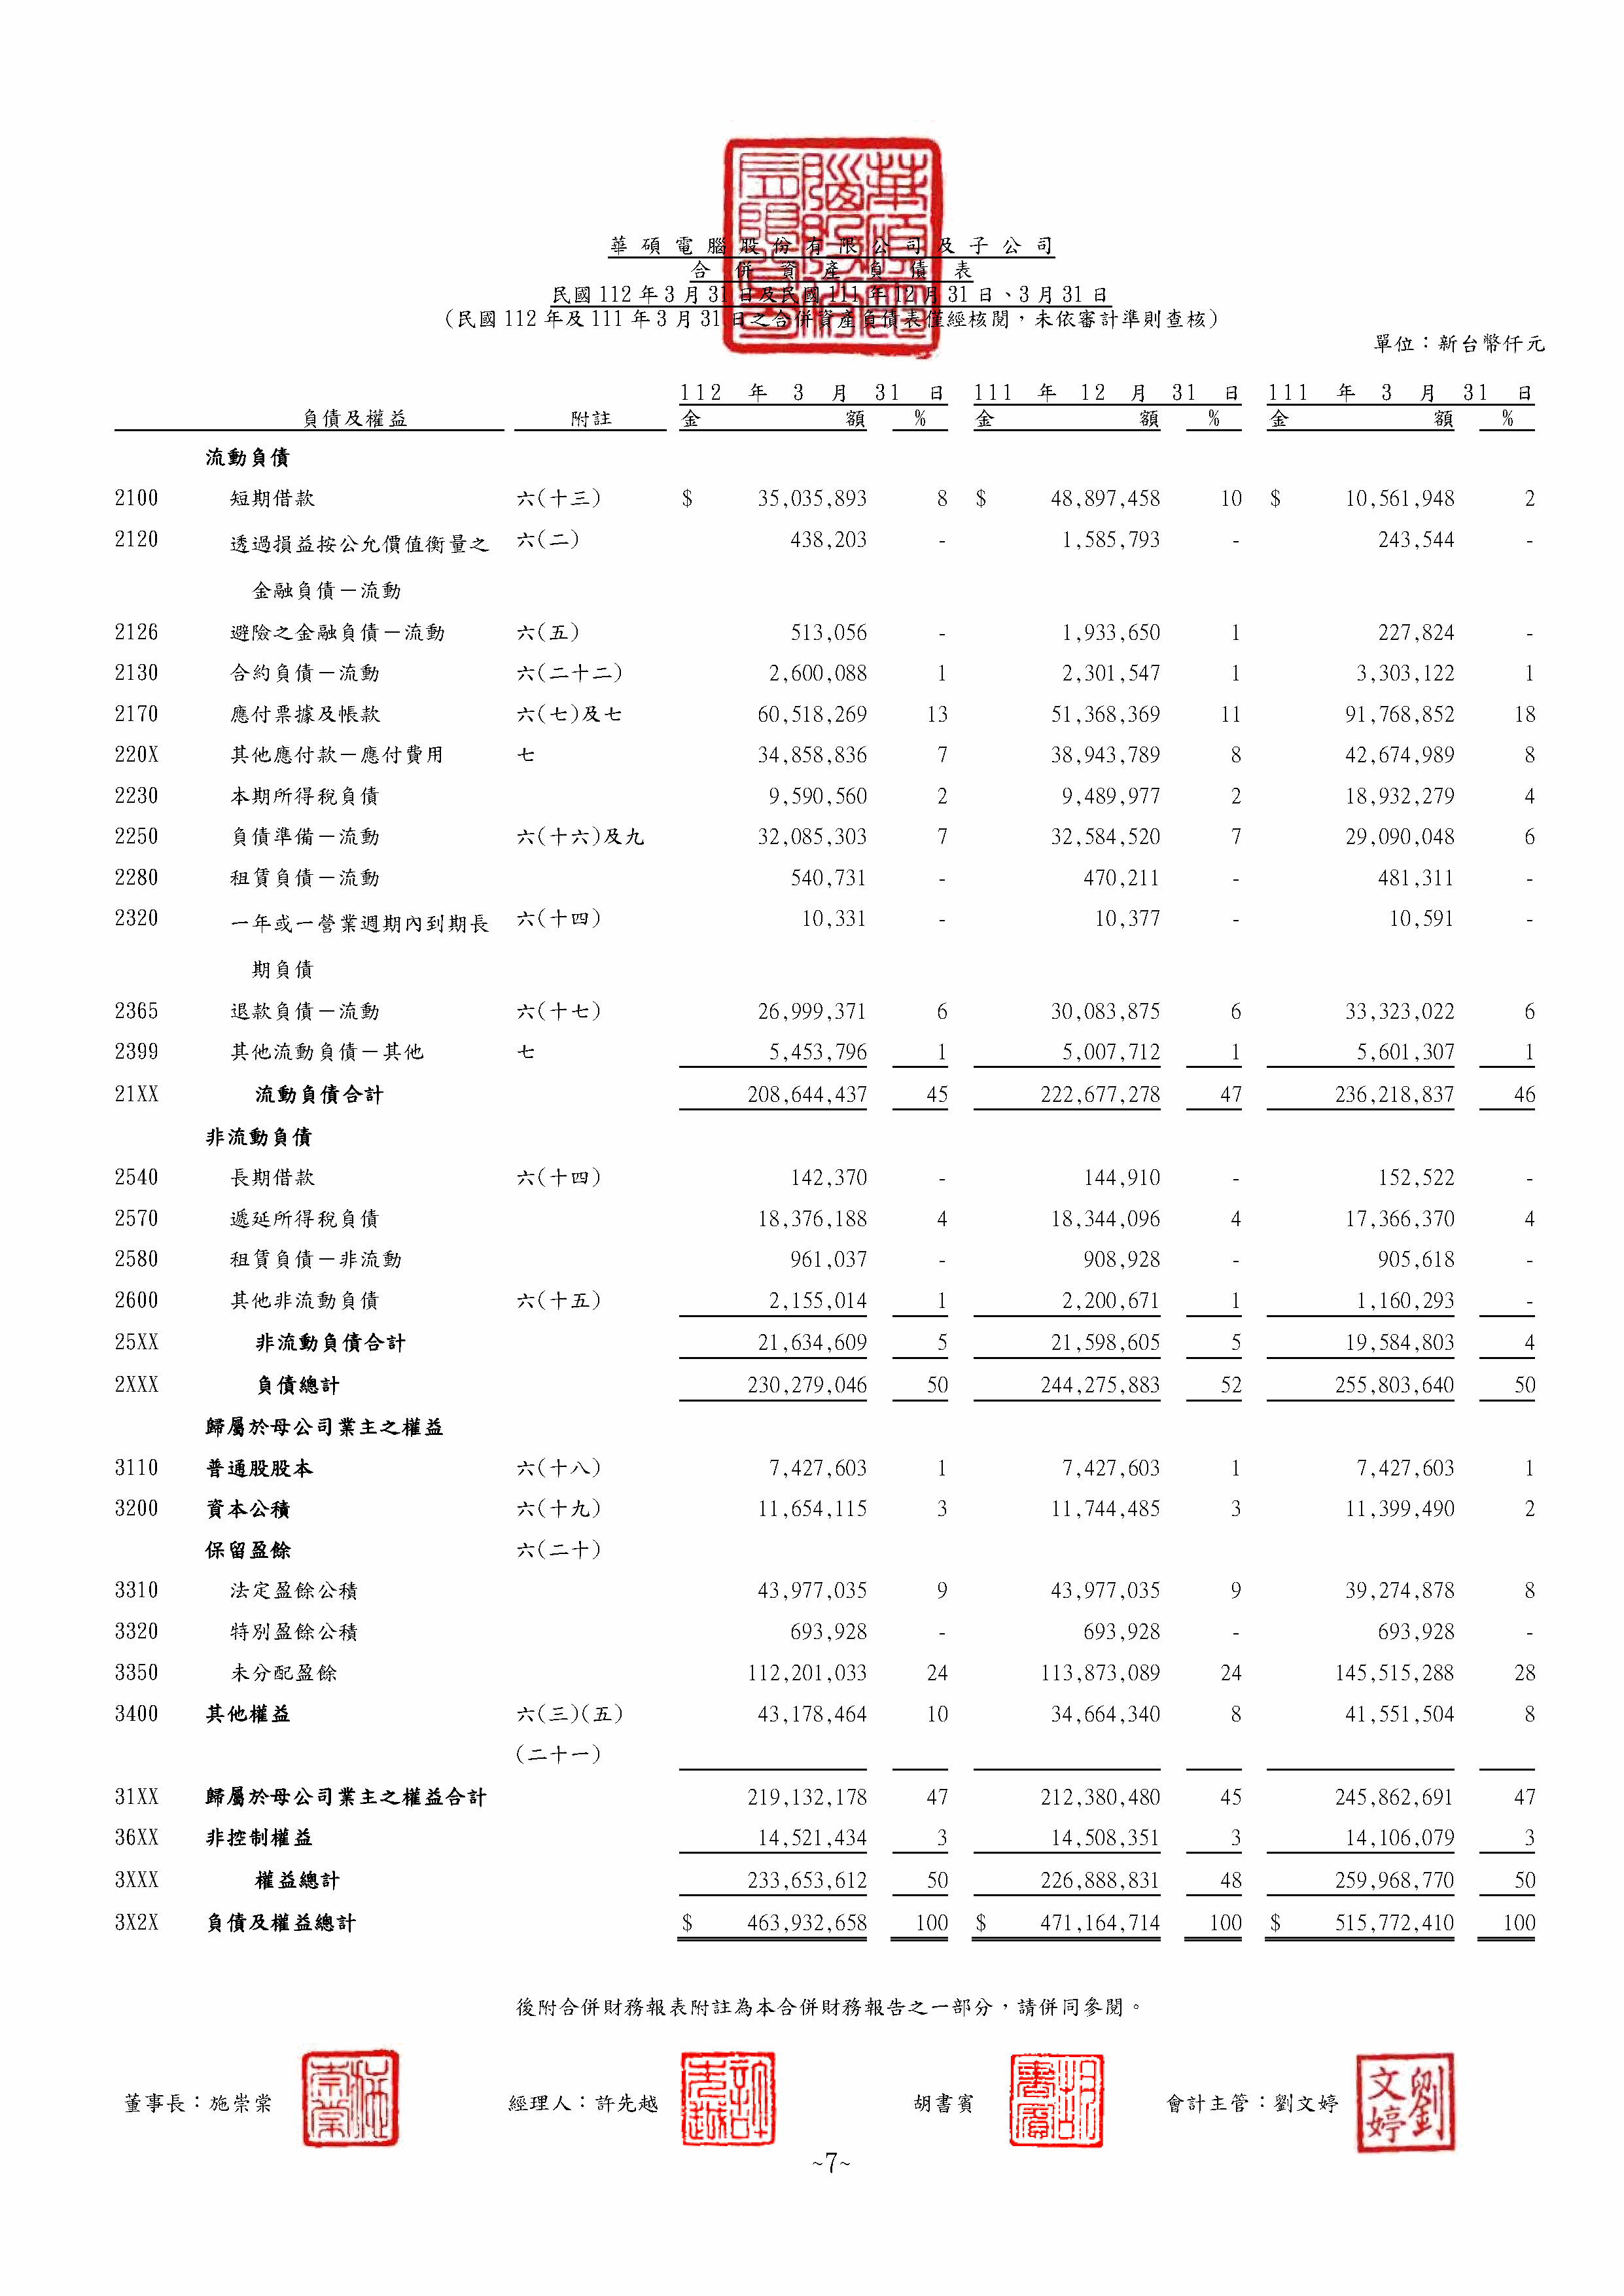 華碩電腦股份有限公司及子公司
合併資產負債表
民國112年3月31日及民國111年12月31日、3月31日
(民國112年及111年3月31日之合併資產負債表僅經核閱，未依審計準則查核)
單位：新台幣仟元
112年3月31日 111年12月31日 111年3月31日
負債及權益 附註 金額 % 金額 % 金額 %
流動負債
2100 短期借款 六(十三) $ 35,035,893 8 $ 48,897,458 10 $ 10,561,948 2
2120 透過損益按公允價值衡量之 六(二) 438,203 - 1,585,793 - 243,544 -
金融負債－流動
2126 避險之金融負債－流動 六(五) 513,056 - 1,933,650 1 227,824 -
2130 合約負債－流動 六(二十二) 2,600,088 1 2,301,547 1 3,303,122 1
2170 應付票據及帳款 六(七)及七 60,518,269 13 51,368,369 11 91,768,852 18
220X 其他應付款－應付費用 七 34,858,836 7 38,943,789 8 42,674,989 8
2230 本期所得稅負債 9,590,560 2 9,489,977 2 18,932,279 4
2250 負債準備－流動 六(十六)及九 32,085,303 7 32,584,520 7 29,090,048 6
2280 租賃負債－流動 540,731 - 470,211 - 481,311 -
2320 一年或一營業週期內到期長 六(十四) 10,331 - 10,377 - 10,591 -
期負債
2365 退款負債－流動 六(十七) 26,999,371 6 30,083,875 6 33,323,022 6
2399 其他流動負債－其他 七 5,453,796 1 5,007,712 1 5,601,307 1
21XX 流動負債合計 208,644,437 45 222,677,278 47 236,218,837 46
非流動負債
2540 長期借款 六(十四) 142,370 - 144,910 - 152,522 -
2570 遞延所得稅負債 18,376,188 4 18,344,096 4 17,366,370 4
2580 租賃負債－非流動 961,037 - 908,928 - 905,618 -
2600 其他非流動負債 六(十五) 2,155,014 1 2,200,671 1 1,160,293 -
25XX 非流動負債合計 21,634,609 5 21,598,605 5 19,584,803 4
2XXX 負債總計 230,279,046 50 244,275,883 52 255,803,640 50
歸屬於母公司業主之權益
3110 普通股股本 六(十八) 7,427,603 1 7,427,603 1 7,427,603 1
3200 資本公積 六(十九) 11,654,115 3 11,744,485 3 11,399,490 2
保留盈餘 六(二十)
3310 法定盈餘公積 43,977,035 9 43,977,035 9 39,274,878 8
3320 特別盈餘公積 693,928 - 693,928 - 693,928 -
3350 未分配盈餘 112,201,033 24 113,873,089 24 145,515,288 28
3400 其他權益 六(三)(五) 43,178,464 10 34,664,340 8 41,551,504 8
(二十一)
31XX 歸屬於母公司業主之權益合計 219,132,178 47 212,380,480 45 245,862,691 47
36XX 非控制權益 14,521,434 3 14,508,351 3 14,106,079 3
3XXX 權益總計 233,653,612 50 226,888,831 48 259,968,770 50
3X2X 負債及權益總計 $ 463,932,658 100 $ 471,164,714 100 $ 515,772,410 100
後附合併財務報表附註為本合併財務報告之一部分，請併同參閱。
董事長：施崇棠 經理人：許先越 胡書賓 會計主管：劉文婷
劉文婷
~7~